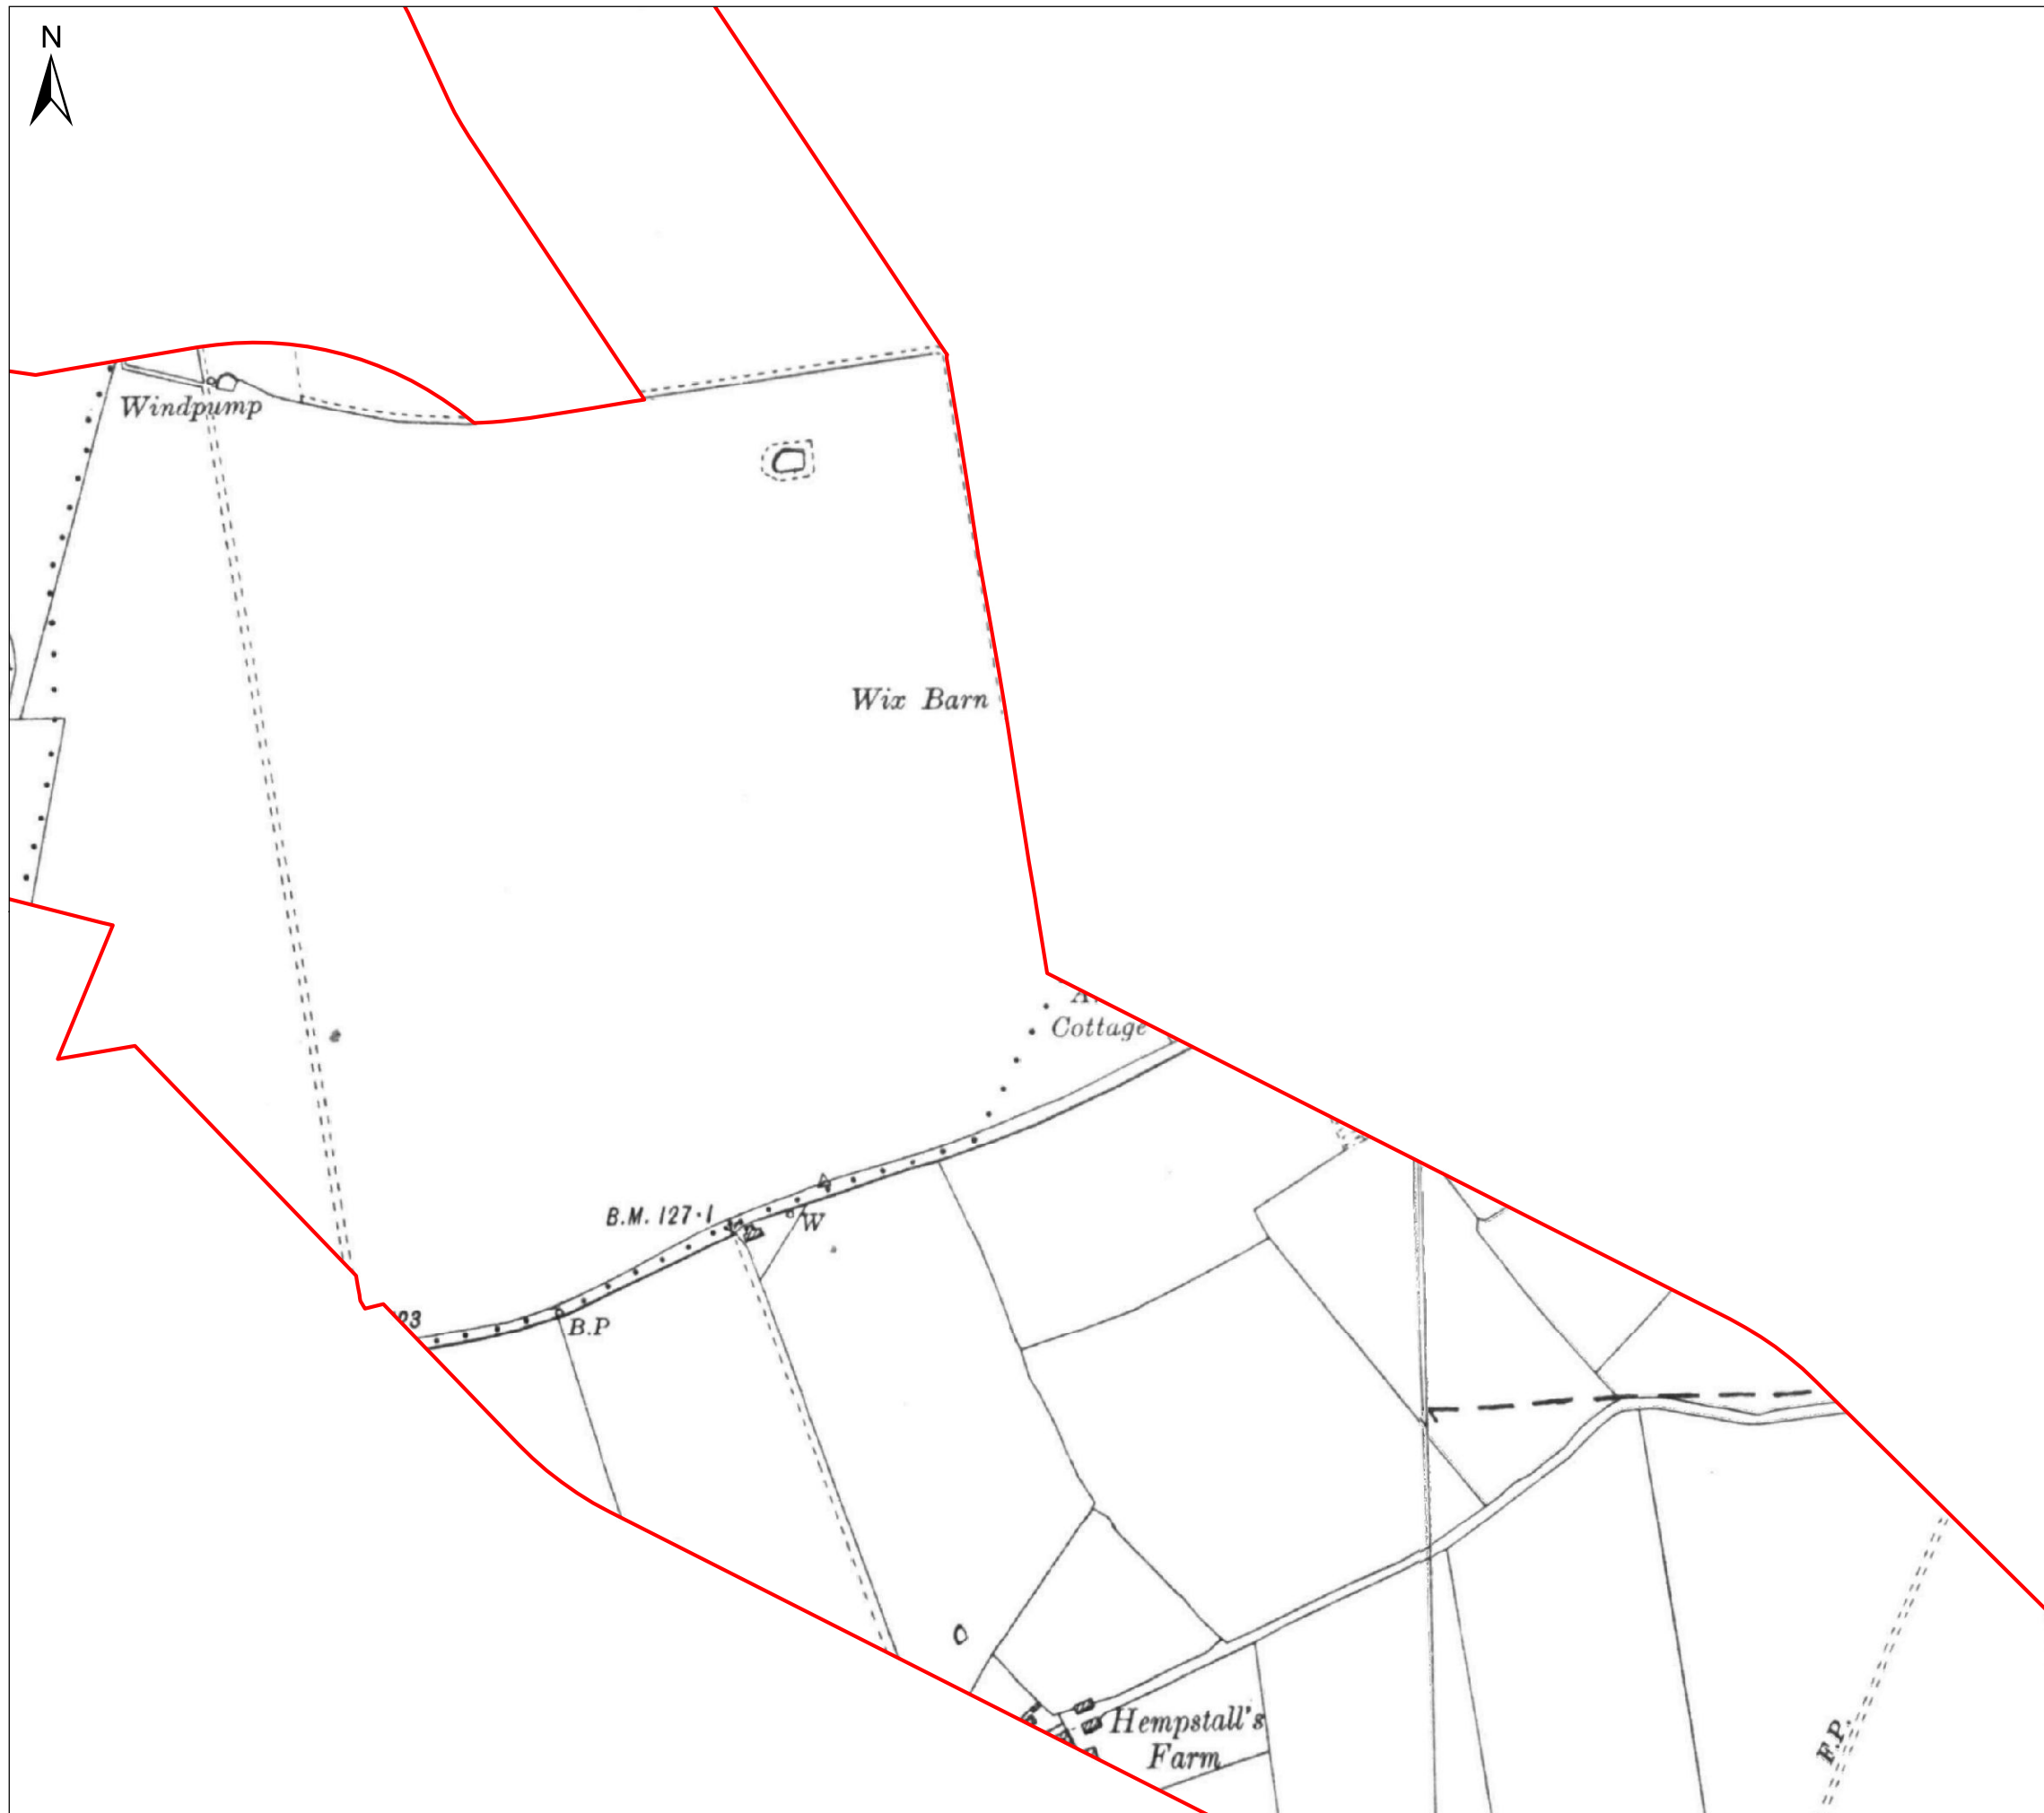 N
Windpump
Wix Barn
Cottage
B.M. 127·1
W
B.P
Hempstall's
Farm
F.P.